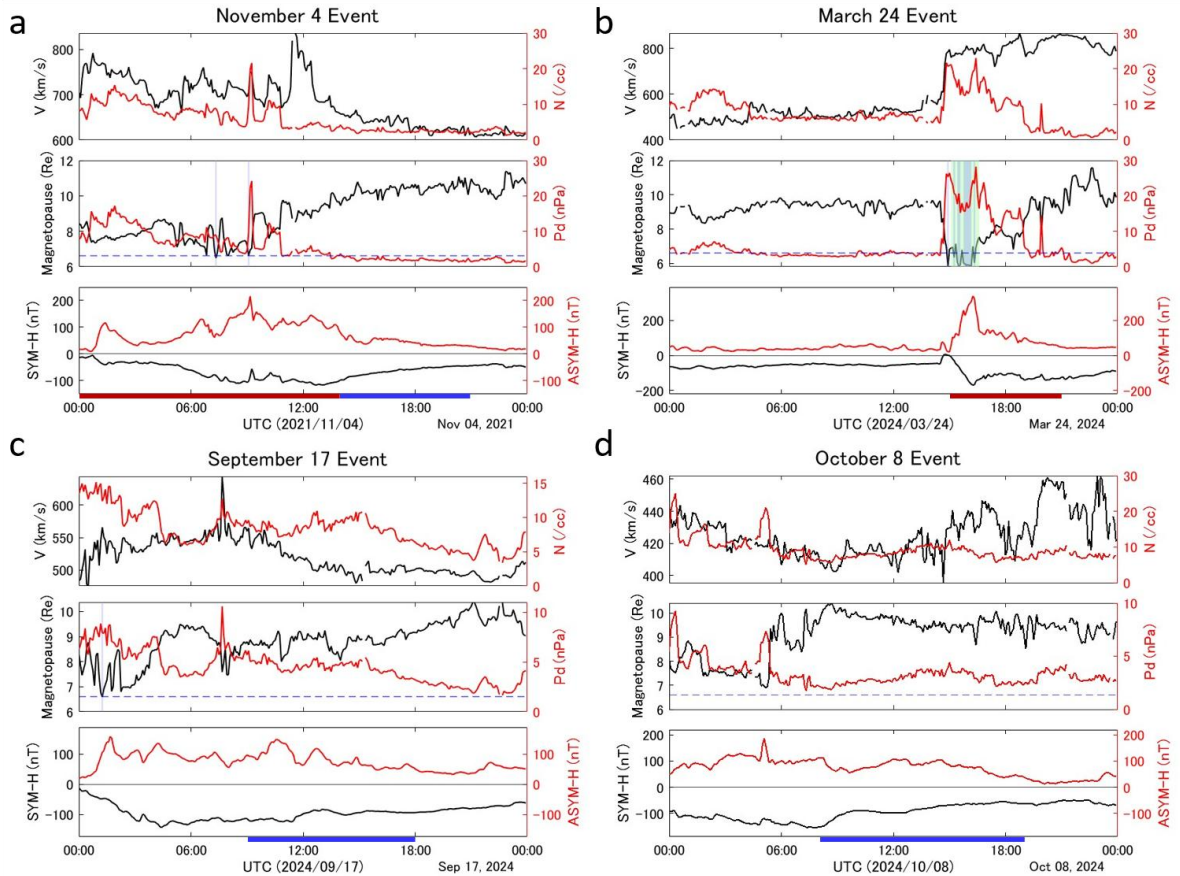 a
November 4 Event
V (km/s)
800
700
600
30
20
10
0
N (/cc)
Magnetopause (Re)
12
10
8
6
30
20
10
0
Pd (nPa)
SYM-H (nT)
200
100
0
-100
200
100
0
-100
ASYM-H (nT)
00:00 06:00 12:00 18:00 00:00
UTC (2021/11/04) Nov 04, 2021
b
March 24 Event
V (km/s)
800
600
400
30
20
10
0
N (/cc)
Magnetopause (Re)
12
10
8
6
30
20
10
0
Pd (nPa)
SYM-H (nT)
200
0
-200
200
0
-200
ASYM-H (nT)
00:00 06:00 12:00 18:00 00:00
UTC (2024/03/24) Mar 24, 2024
c
September 17 Event
V (km/s)
600
550
500
15
10
5
0
N (/cc)
Magnetopause (Re)
10
9
8
7
6
10
5
0
Pd (nPa)
SYM-H (nT)
100
0
-100
100
0
-100
ASYM-H (nT)
00:00 06:00 12:00 18:00 00:00
UTC (2024/09/17) Sep 17, 2024
d
October 8 Event
V (km/s)
460
440
420
400
30
20
10
0
N (/cc)
Magnetopause (Re)
10
9
8
7
6
10
5
0
Pd (nPa)
SYM-H (nT)
200
100
0
-100
200
100
0
-100
ASYM-H (nT)
00:00 06:00 12:00 18:00 00:00
UTC (2024/10/08) Oct 08, 2024